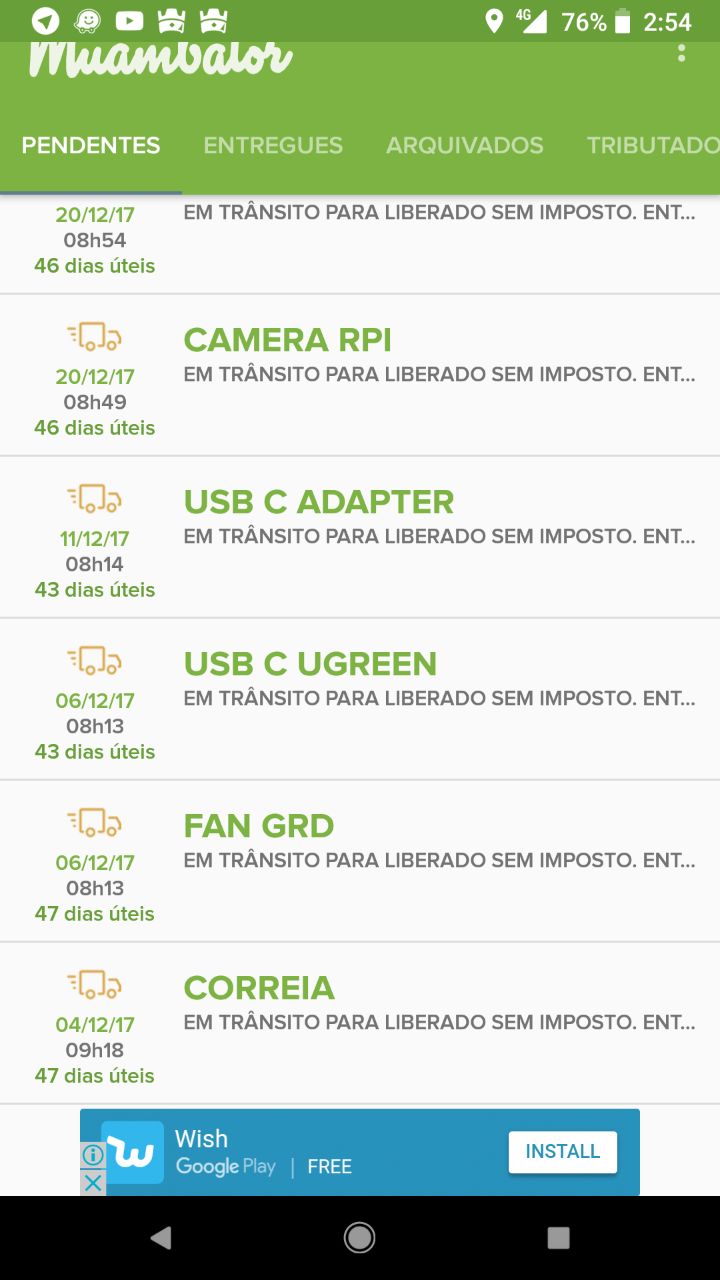 4G 76% 2:54
Muambator
PENDENTES ENTREGUES ARQUIVADOS TRIBUTADO
20/12/17
08h54
46 dias úteis
EM TRÂNSITO PARA LIBERADO SEM IMPOSTO. ENT...
CAMERA RPI
EM TRÂNSITO PARA LIBERADO SEM IMPOSTO. ENT...
20/12/17
08h49
46 dias úteis
USB C ADAPTER
EM TRÂNSITO PARA LIBERADO SEM IMPOSTO. ENT...
11/12/17
08h14
43 dias úteis
USB C UGREEN
EM TRÂNSITO PARA LIBERADO SEM IMPOSTO. ENT...
06/12/17
08h13
43 dias úteis
FAN GRD
EM TRÂNSITO PARA LIBERADO SEM IMPOSTO. ENT...
06/12/17
08h13
47 dias úteis
CORREIA
EM TRÂNSITO PARA LIBERADO SEM IMPOSTO. ENT...
04/12/17
09h18
47 dias úteis
Wish
Google Play | FREE
INSTALL